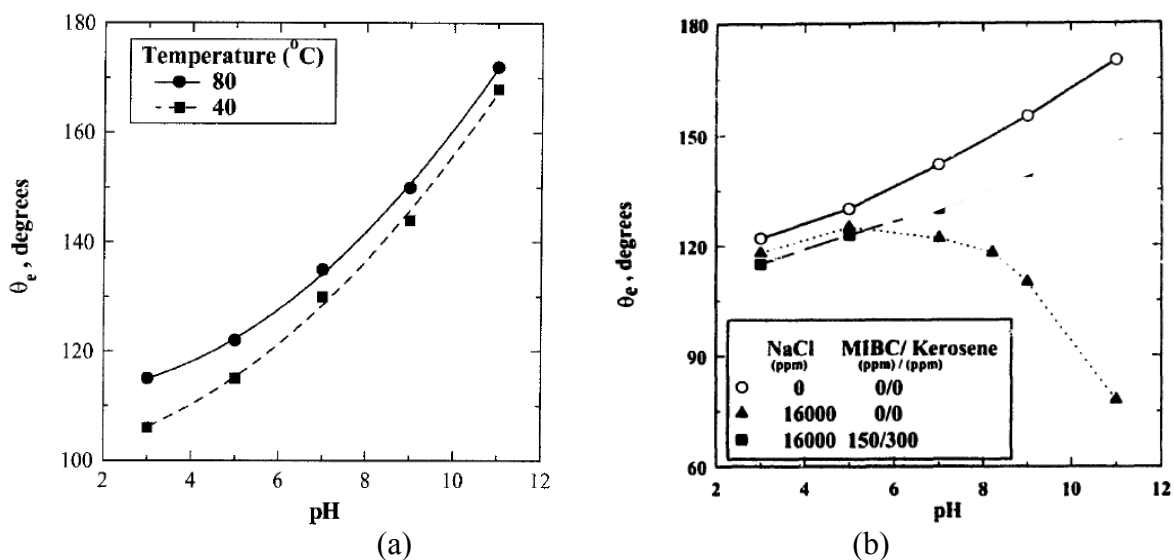 180
160
140
120
100
θe, degrees
Temperature (°C)
80
40
2 4 6 8 10 12
pH
(a)
180
150
120
90
60
θe, degrees
NaCl MIBC/ Kerosene
(ppm) (ppm) / (ppm)
0 0/0
16000 0/0
16000 150/300
2 4 6 8 10 12
pH
(b)